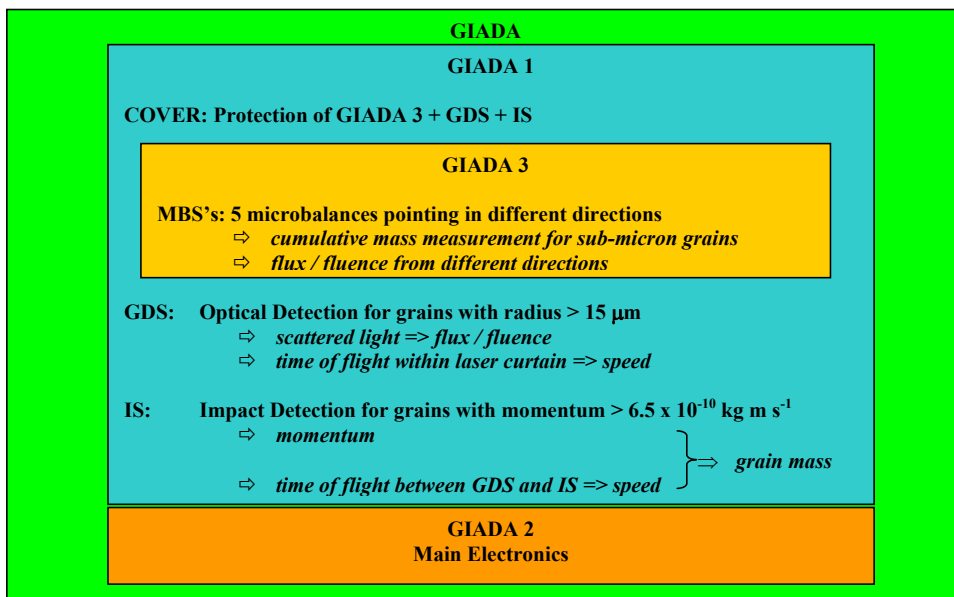 GIADA
GIADA 1
COVER: Protection of GIADA 3 + GDS + IS
GIADA 3
MBS's: 5 microbalances pointing in different directions
⇨ cumulative mass measurement for sub-micron grains
⇨ flux / fluence from different directions
GDS: Optical Detection for grains with radius > 15 μm
⇨ scattered light => flux / fluence
⇨ time of flight within laser curtain => speed
IS: Impact Detection for grains with momentum > 6.5 x 10⁻¹⁰ kg m s⁻¹
⇨ momentum
⇒ grain mass
⇨ time of flight between GDS and IS => speed
GIADA 2
Main Electronics